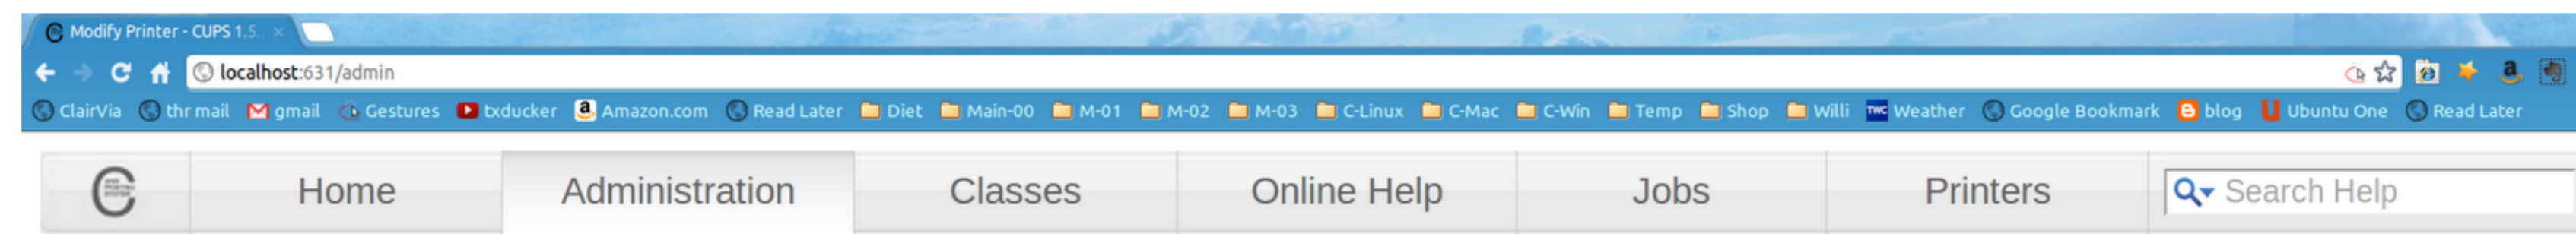 Modify Printer - CUPS 1.5.
localhost:631/admin
ClairVia thr mail gmail Gestures txducker Amazon.com Read Later Diet Main-00 M-01 M-02 M-03 C-Linux C-Mac C-Win Temp Shop Willi TWC Weather Google Bookmark blog Ubuntu One Read Later
Home Administration Classes Online Help Jobs Printers Search Help